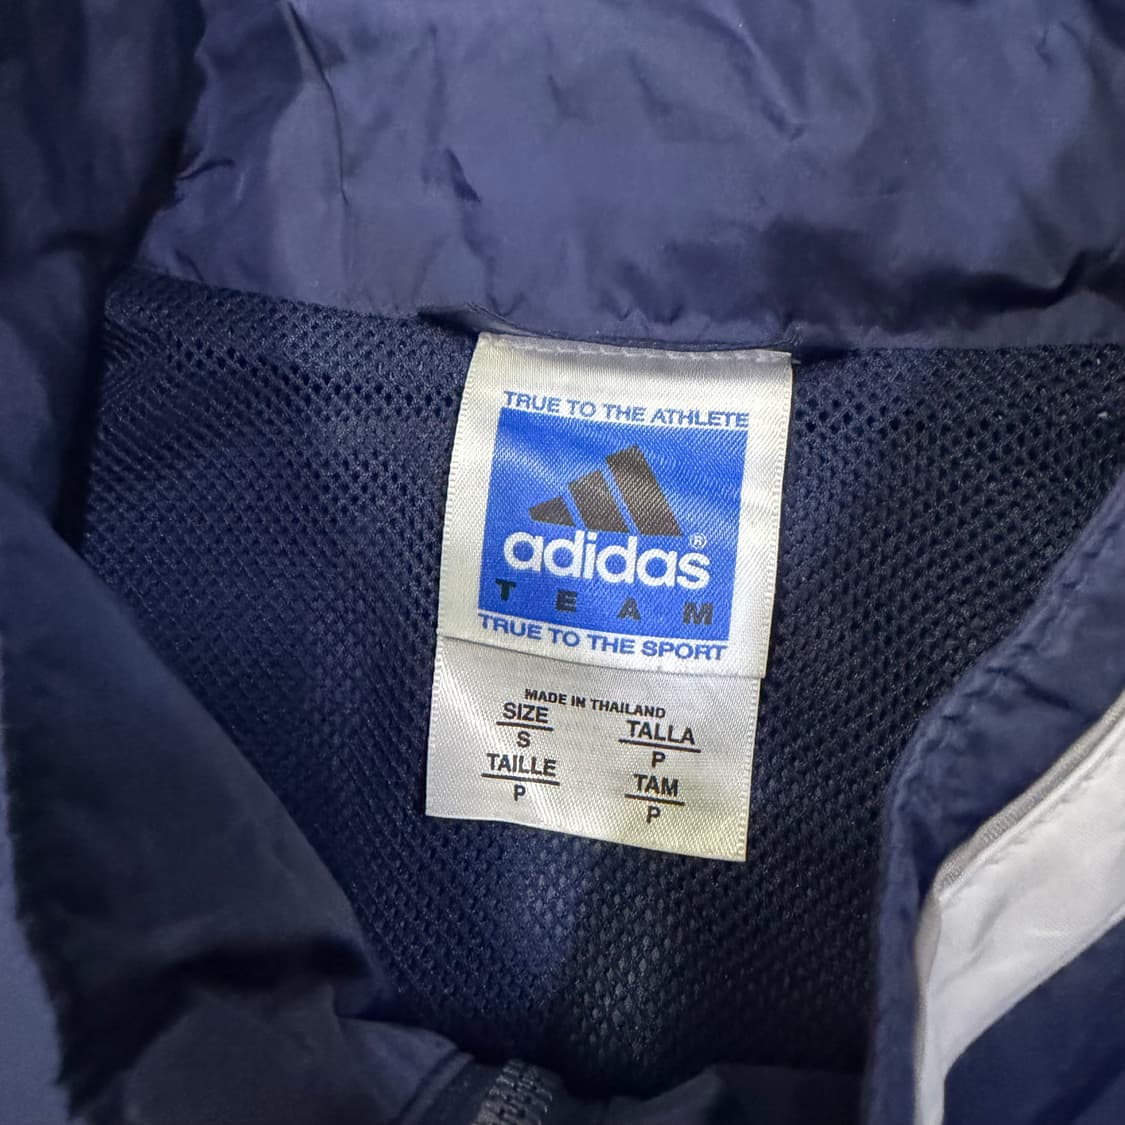 TRUE TO THE ATHLETE
adidas®
TEAM
TRUE TO THE SPORT
MADE IN THAILAND
SIZE TALLA
S P
TAILLE TAM
P P